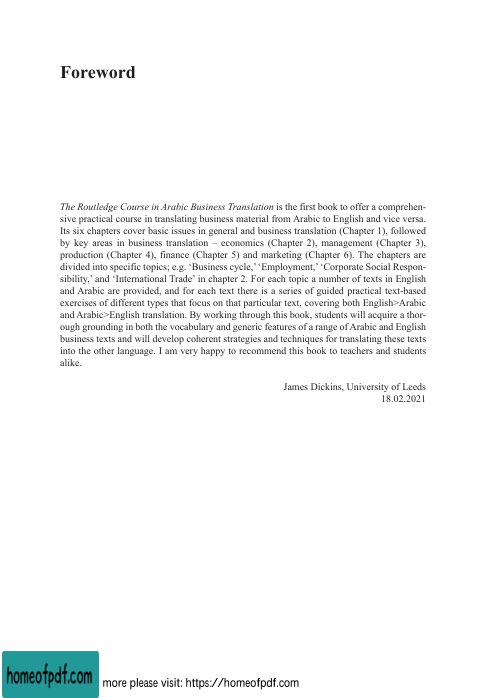 Foreword
The Routledge Course in Arabic Business Translation is the first book to offer a comprehen-
sive practical course in translating business material from Arabic to English and vice versa.
Its six chapters cover basic issues in general and business translation (Chapter 1), followed
by key areas in business translation – economics (Chapter 2), management (Chapter 3),
production (Chapter 4), finance (Chapter 5) and marketing (Chapter 6). The chapters are
divided into specific topics; e.g. ‘Business cycle,’ ‘Employment,’ ‘Corporate Social Respon-
sibility,’ and ‘International Trade’ in chapter 2. For each topic a number of texts in English
and Arabic are provided, and for each text there is a series of guided practical text-based
exercises of different types that focus on that particular text, covering both English>Arabic
and Arabic>English translation. By working through this book, students will acquire a thor-
ough grounding in both the vocabulary and generic features of a range of Arabic and English
business texts and will develop coherent strategies and techniques for translating these texts
into the other language. I am very happy to recommend this book to teachers and students
alike.
James Dickins, University of Leeds
18.02.2021
homeofpdf.com
more please visit: https://homeofpdf.com